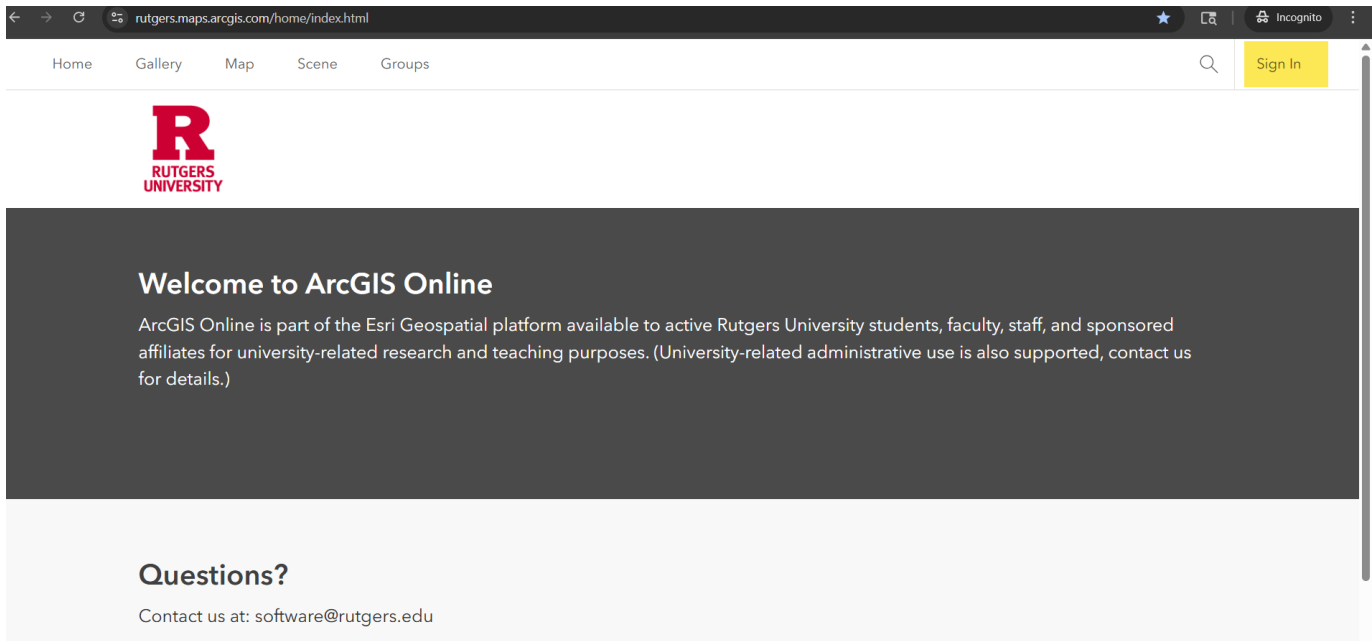 rutgers.maps.arcgis.com/home/index.html
Incognito
Home Gallery Map Scene Groups
Sign In
R
RUTGERS
UNIVERSITY
Welcome to ArcGIS Online
ArcGIS Online is part of the Esri Geospatial platform available to active Rutgers University students, faculty, staff, and sponsored
affiliates for university-related research and teaching purposes. (University-related administrative use is also supported, contact us
for details.)
Questions?
Contact us at: software@rutgers.edu